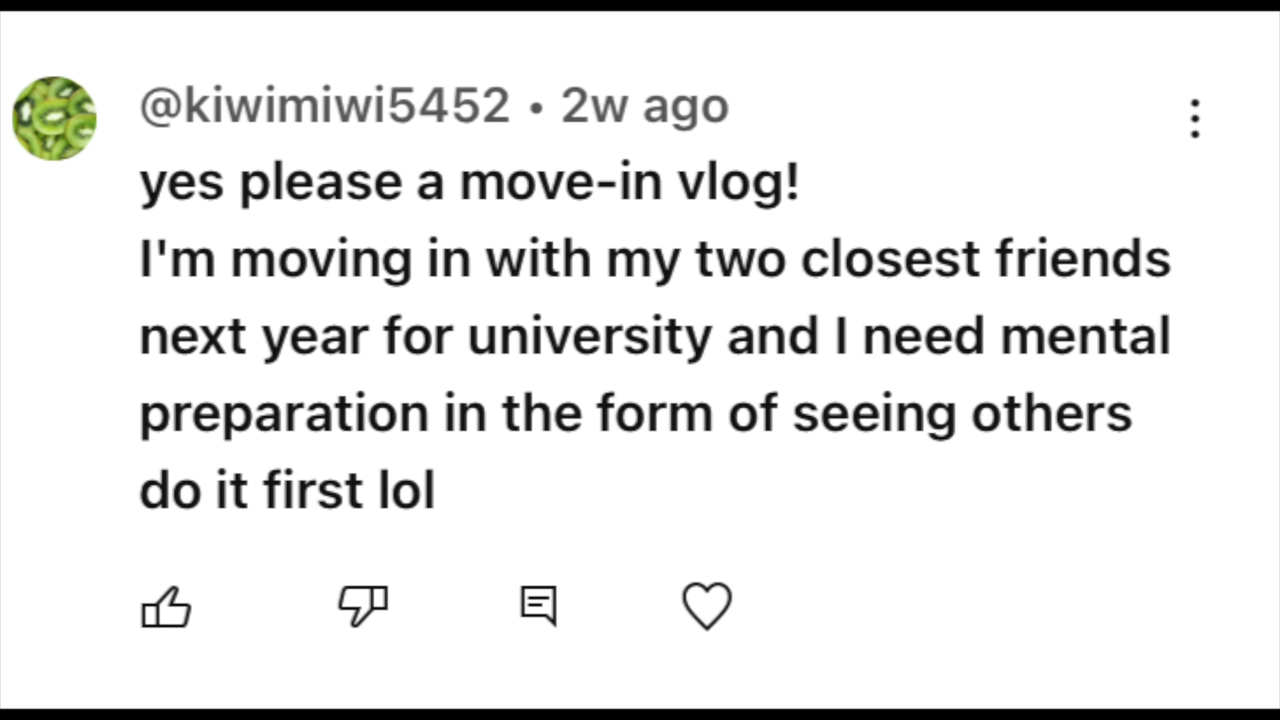 @kiwimiwi5452 • 2w ago
yes please a move-in vlog!
I'm moving in with my two closest friends
next year for university and I need mental
preparation in the form of seeing others
do it first lol